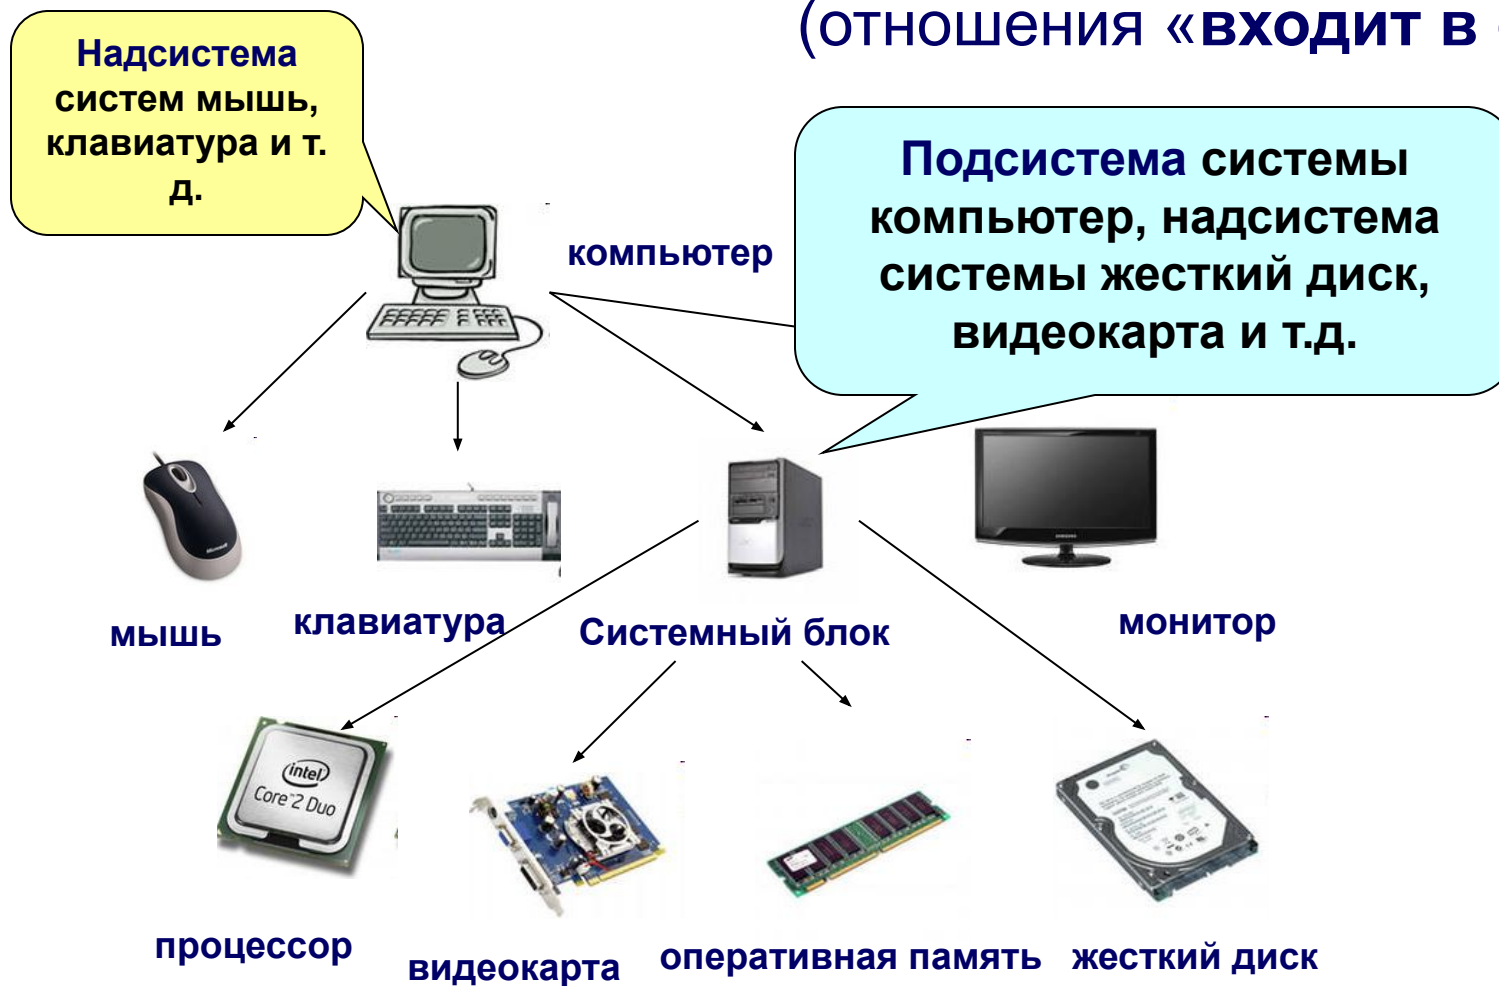 (отношения «входит в
Надсистема
систем мышь,
клавиатура и т.
д.
Подсистема системы
компьютер, надсистема
системы жесткий диск,
видеокарта и т.д.
компьютер
мышь
клавиатура
Системный блок
монитор
intel
Core 2 Duo
процессор
видеокарта
оперативная память
жесткий диск